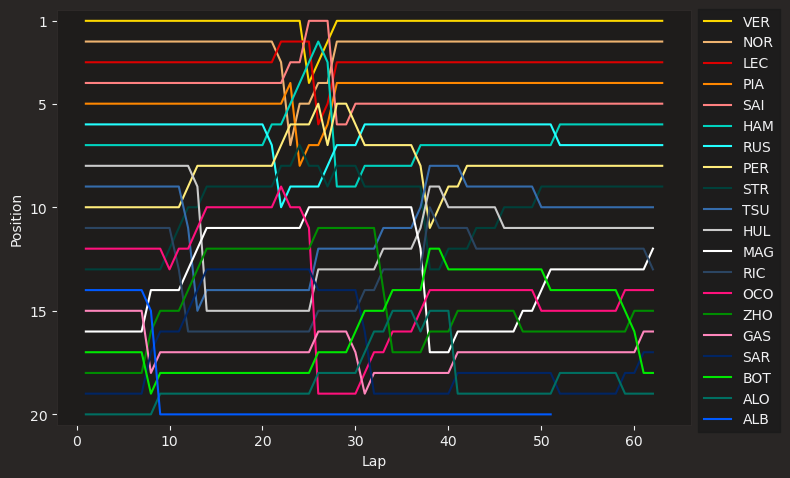 1
5
10
15
20
Position
0
10
20
30
40
50
60
Lap
VER
NOR
LEC
PIA
SAI
HAM
RUS
PER
STR
TSU
HUL
MAG
RIC
OCO
ZHO
GAS
SAR
BOT
ALO
ALB